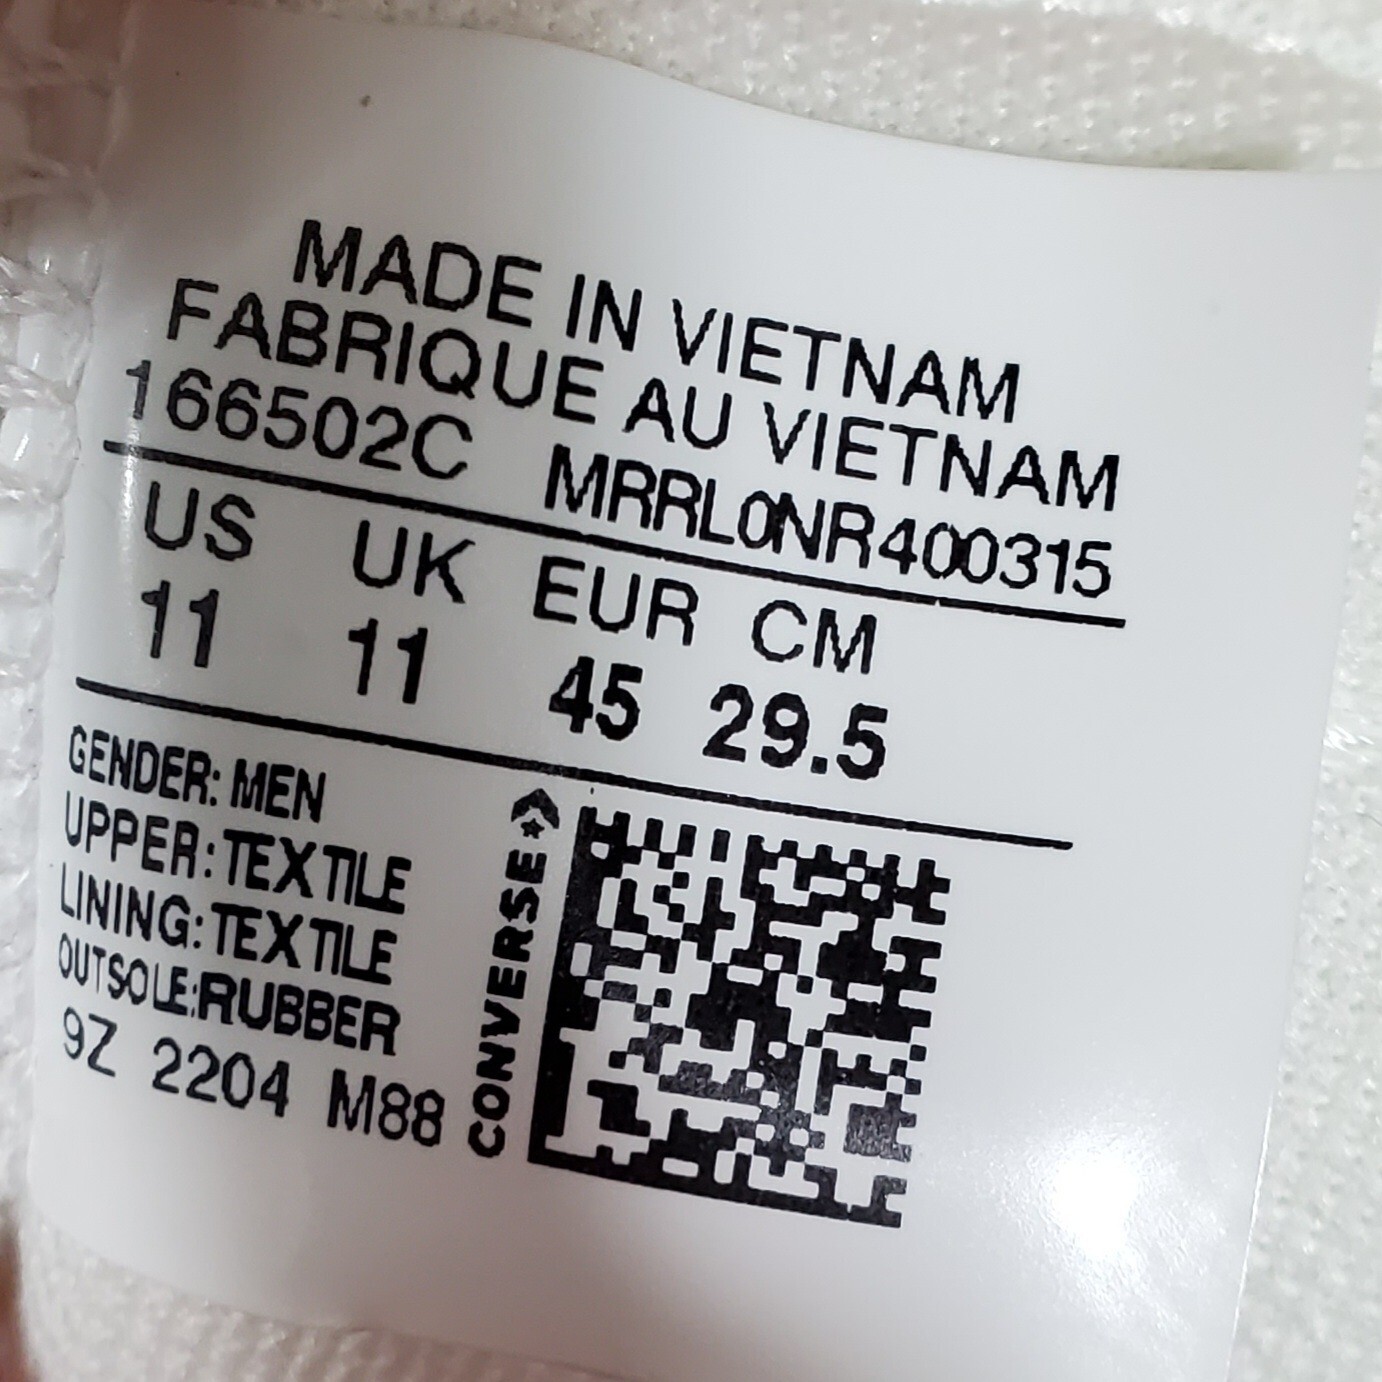 MADE IN VIETNAM
FABRIQUE AU VIETNAM
166502C MRRL0NR400315
US UK EUR CM
11 11 45 29.5
GENDER: MEN
UPPER: TEXTILE
LINING: TEXTILE
OUTSOLE:RUBBER
9Z 2204 M88
CONVERSE